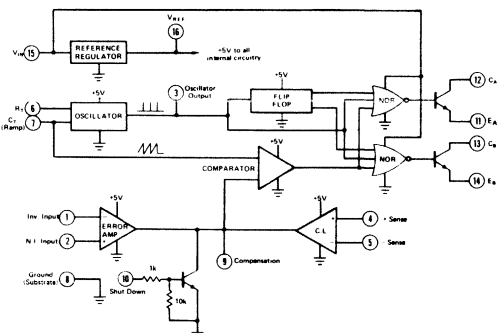 VREF
16
VIN 15
REFERENCE
REGULATOR
+5V to all
internal circuitry
+5V
3 Oscillator
Output
+5V
FLIP
FLOP
12 CA
NOR
11 EA
RT 6
CT 7
(Ramp)
OSCILLATOR
+5V
COMPARATOR
NOR
13 CB
14 EB
+5V
+5V
Inv. Input 1
N.I. Input 2
ERROR
AMP
C.L.
4 + Sense
5 - Sense
9 Compensation
Ground 8
(Substrate)
10
Shut Down
1k
10k